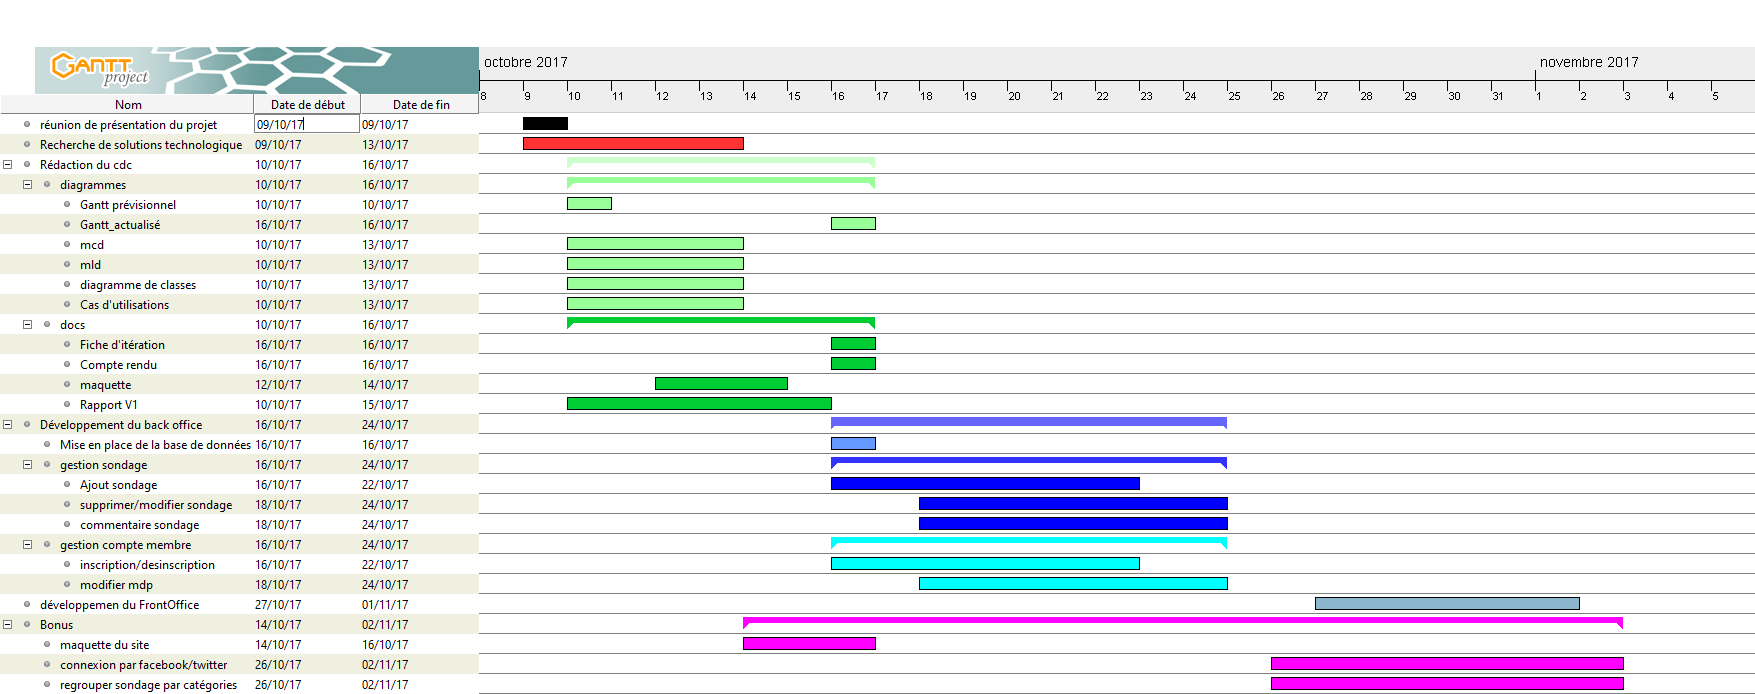 GANTT
project
octobre 2017 novembre 2017
8 9 10 11 12 13 14 15 16 17 18 19 20 21 22 23 24 25 26 27 28 29 30 31 1 2 3 4 5
Nom Date de début Date de fin
réunion de présentation du projet 09/10/17 09/10/17
Recherche de solutions technologique 09/10/17 13/10/17
Rédaction du cdc 10/10/17 16/10/17
diagrammes 10/10/17 16/10/17
Gantt prévisionnel 10/10/17 10/10/17
Gantt_actualisé 16/10/17 16/10/17
mcd 10/10/17 13/10/17
mld 10/10/17 13/10/17
diagramme de classes 10/10/17 13/10/17
Cas d'utilisations 10/10/17 13/10/17
docs 10/10/17 16/10/17
Fiche d'itération 16/10/17 16/10/17
Compte rendu 16/10/17 16/10/17
maquette 12/10/17 14/10/17
Rapport V1 10/10/17 15/10/17
Développement du back office 16/10/17 24/10/17
Mise en place de la base de données 16/10/17 16/10/17
gestion sondage 16/10/17 24/10/17
Ajout sondage 16/10/17 22/10/17
supprimer/modifier sondage 18/10/17 24/10/17
commentaire sondage 18/10/17 24/10/17
gestion compte membre 16/10/17 24/10/17
inscription/desinscription 16/10/17 22/10/17
modifier mdp 18/10/17 24/10/17
développemen du FrontOffice 27/10/17 01/11/17
Bonus 14/10/17 02/11/17
maquette du site 14/10/17 16/10/17
connexion par facebook/twitter 26/10/17 02/11/17
regrouper sondage par catégories 26/10/17 02/11/17